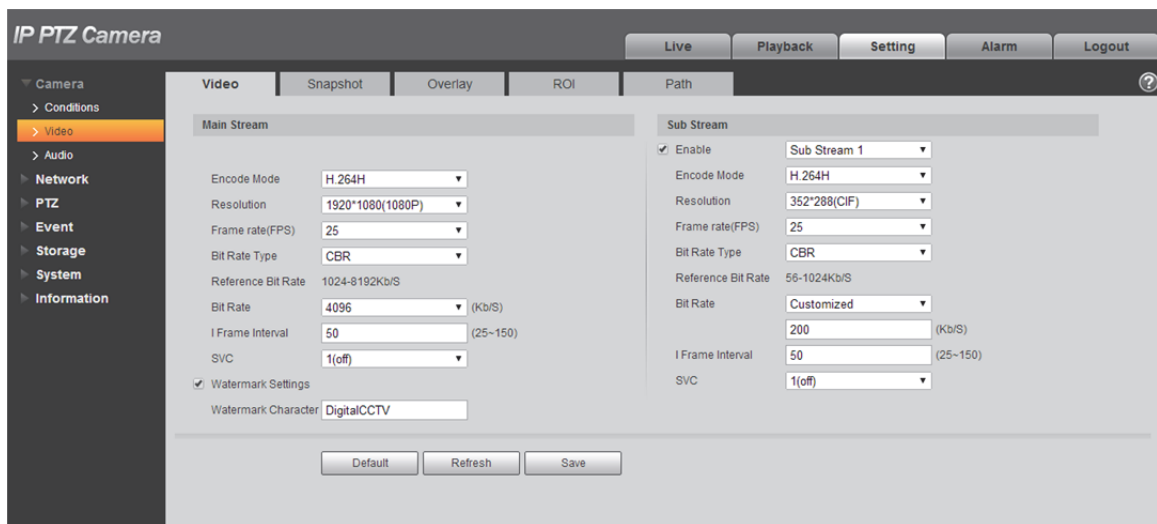 IP PTZ Camera
Live Playback Setting Alarm Logout
Camera
Conditions
Video
Audio
Network
PTZ
Event
Storage
System
Information
Video Snapshot Overlay ROI Path
?
Main Stream
Encode Mode H.264H
Resolution 1920*1080(1080P)
Frame rate(FPS) 25
Bit Rate Type CBR
Reference Bit Rate 1024-8192Kb/S
Bit Rate 4096 (Kb/S)
I Frame Interval 50 (25~150)
SVC 1(off)
Watermark Settings
Watermark Character DigitalCCTV
Sub Stream
Enable Sub Stream 1
Encode Mode H.264H
Resolution 352*288(CIF)
Frame rate(FPS) 25
Bit Rate Type CBR
Reference Bit Rate 56-1024Kb/S
Bit Rate Customized
200 (Kb/S)
I Frame Interval 50 (25~150)
SVC 1(off)
Default Refresh Save